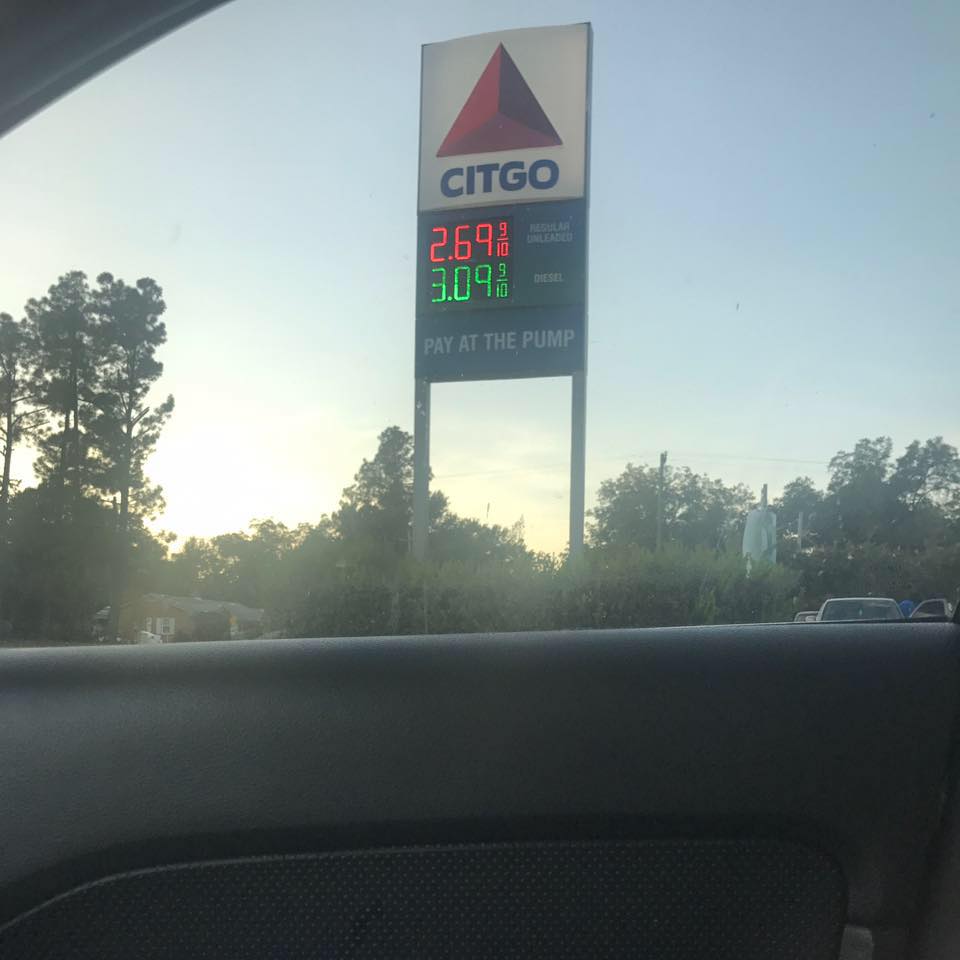 CITGO
2.69 9/10 REGULAR
UNLEADED
3.09 9/10 DIESEL
PAY AT THE PUMP